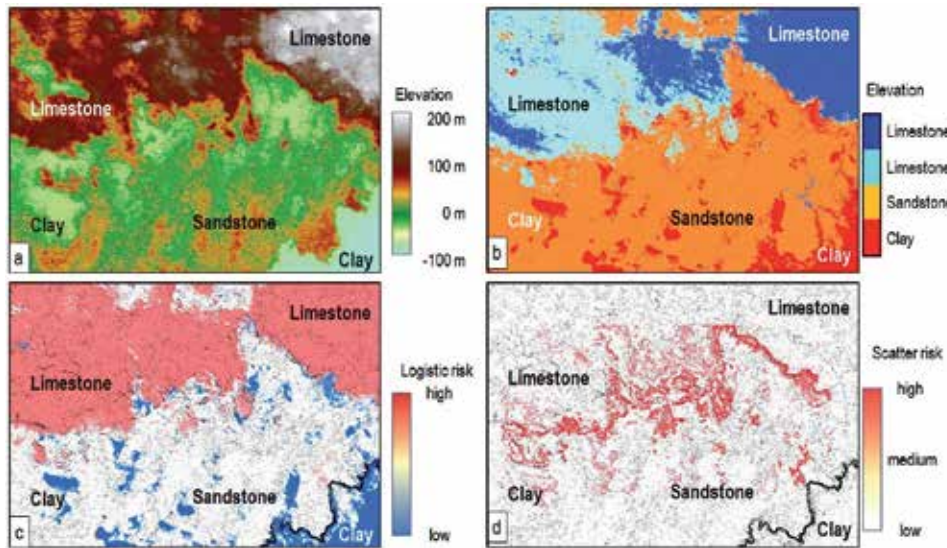 Limestone
Elevation
200 m
100 m
0 m
-100 m
Limestone
Clay
Sandstone
a
Clay
Limestone
Elevation
Limestone
Limestone
Sandstone
Clay
Limestone
Clay
Sandstone
b
Clay
Limestone
Logistic risk
high
low
Limestone
Clay
Sandstone
c
Clay
Limestone
Scatter risk
high
medium
low
Limestone
Clay
Sandstone
d
Clay